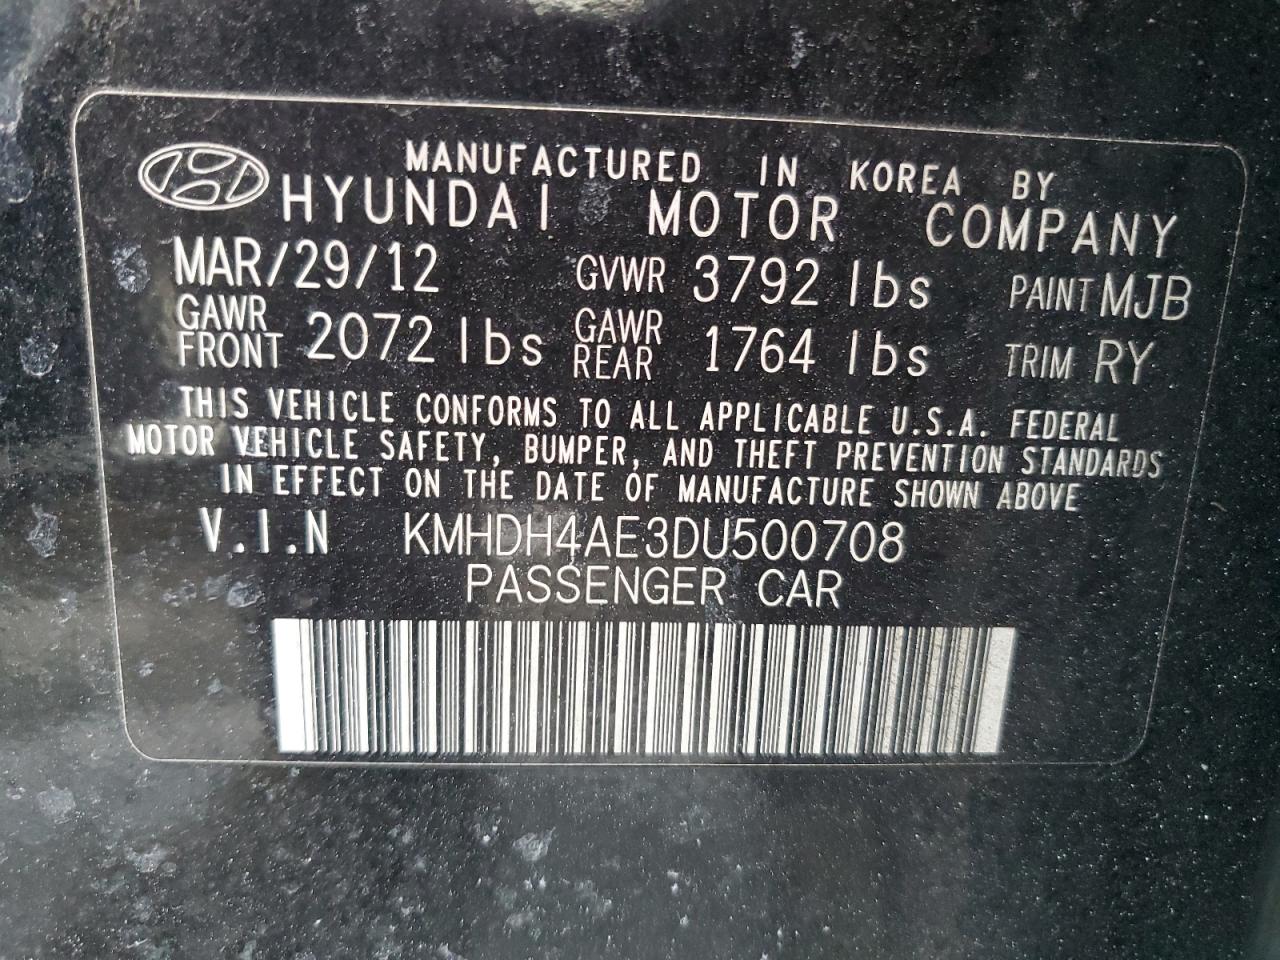 MANUFACTURED IN KOREA BY
HYUNDAI MOTOR COMPANY
MAR/29/12 GVWR 3792 lbs PAINT MJB
GAWR FRONT 2072 lbs GAWR REAR 1764 lbs TRIM RY
THIS VEHICLE CONFORMS TO ALL APPLICABLE U.S.A. FEDERAL
MOTOR VEHICLE SAFETY, BUMPER, AND THEFT PREVENTION STANDARDS
IN EFFECT ON THE DATE OF MANUFACTURE SHOWN ABOVE
V.I.N KMHDH4AE3DU500708
PASSENGER CAR